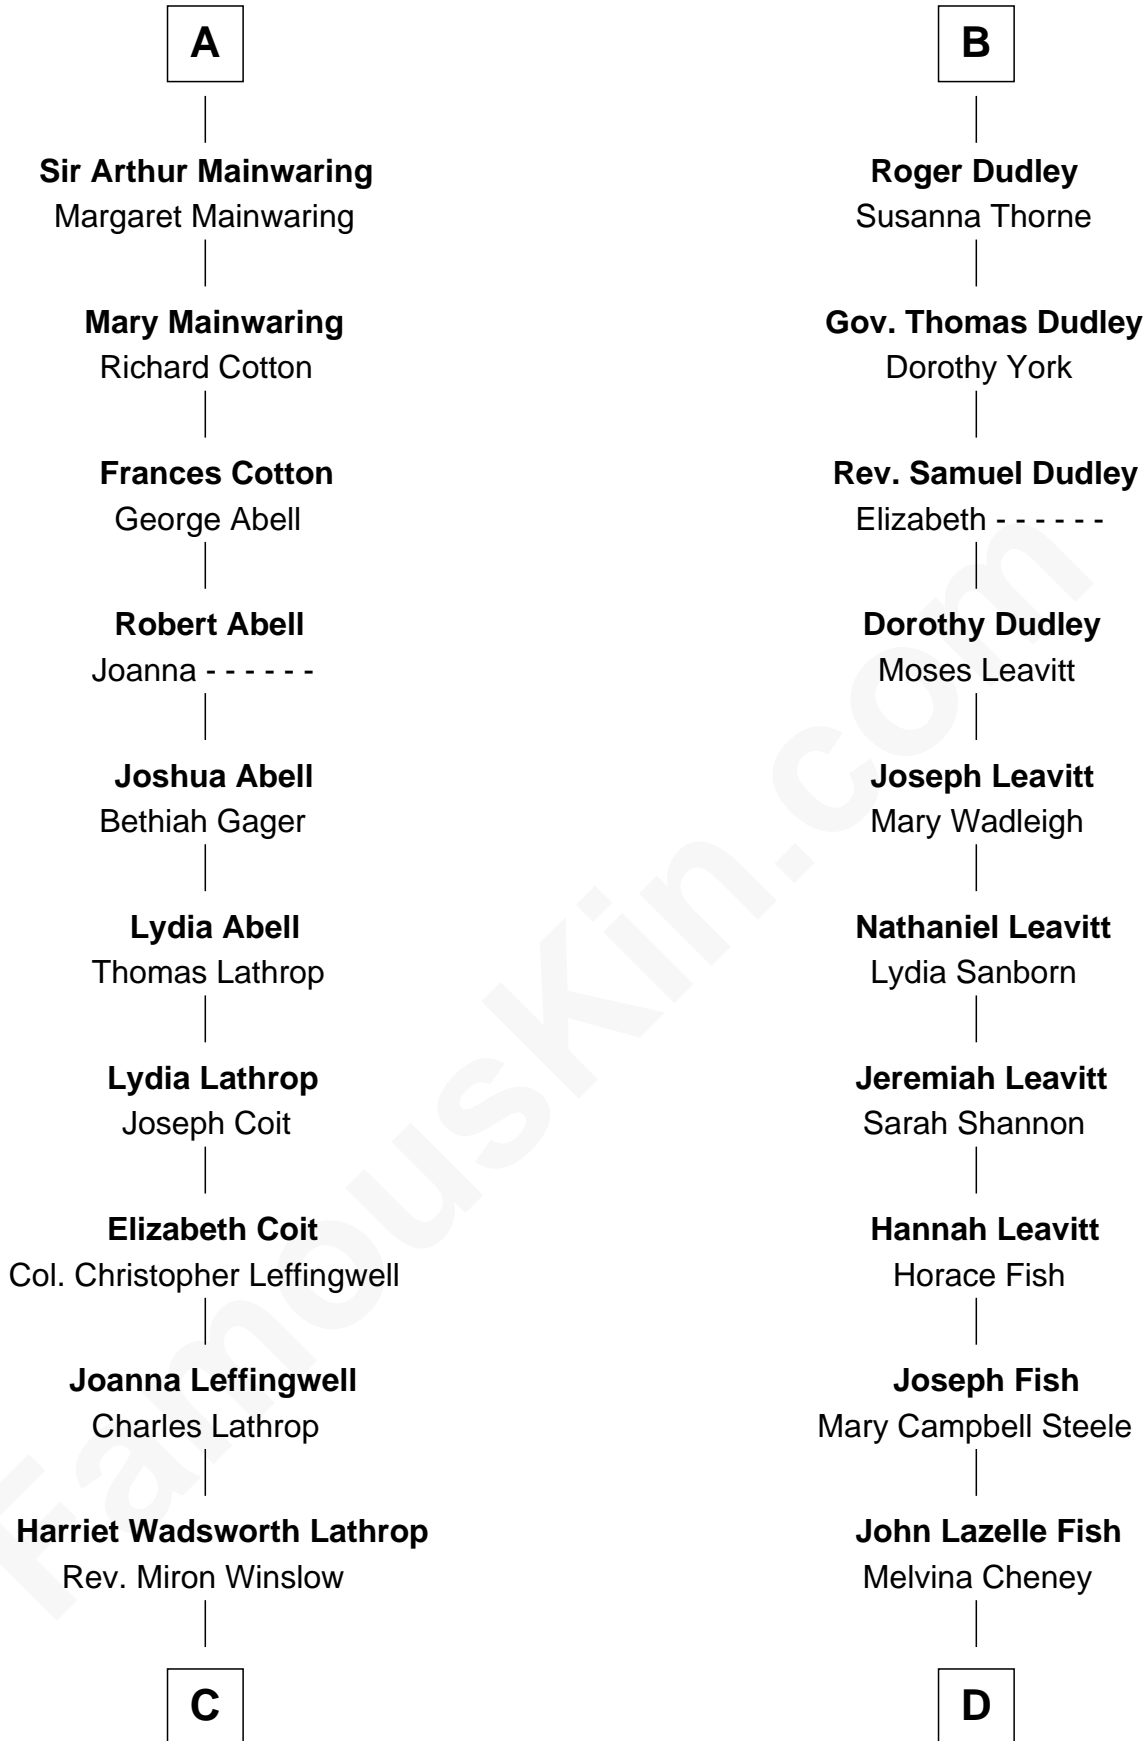 A
Sir Arthur Mainwaring
Margaret Mainwaring
Mary Mainwaring
Richard Cotton
Frances Cotton
George Abell
Robert Abell
Joanna - - - - - -
Joshua Abell
Bethiah Gager
Lydia Abell
Thomas Lathrop
Lydia Lathrop
Joseph Coit
Elizabeth Coit
Col. Christopher Leffingwell
Joanna Leffingwell
Charles Lathrop
Harriet Wadsworth Lathrop
Rev. Miron Winslow
C
B
Roger Dudley
Susanna Thorne
Gov. Thomas Dudley
Dorothy York
Rev. Samuel Dudley
Elizabeth - - - - - -
Dorothy Dudley
Moses Leavitt
Joseph Leavitt
Mary Wadleigh
Nathaniel Leavitt
Lydia Sanborn
Jeremiah Leavitt
Sarah Shannon
Hannah Leavitt
Horace Fish
Joseph Fish
Mary Campbell Steele
John Lazelle Fish
Melvina Cheney
D
FamousKin.com